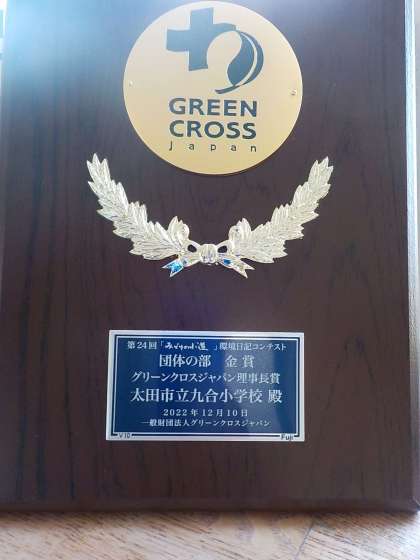 GREEN
CROSS
Japan
第24回「みどりの小道」環境日記コンテスト
団体の部 金賞
グリーンクロスジャパン理事長賞
太田市立九合小学校 殿
2022年12月10日
一般財団法人グリーンクロスジャパン
V10
Fuji